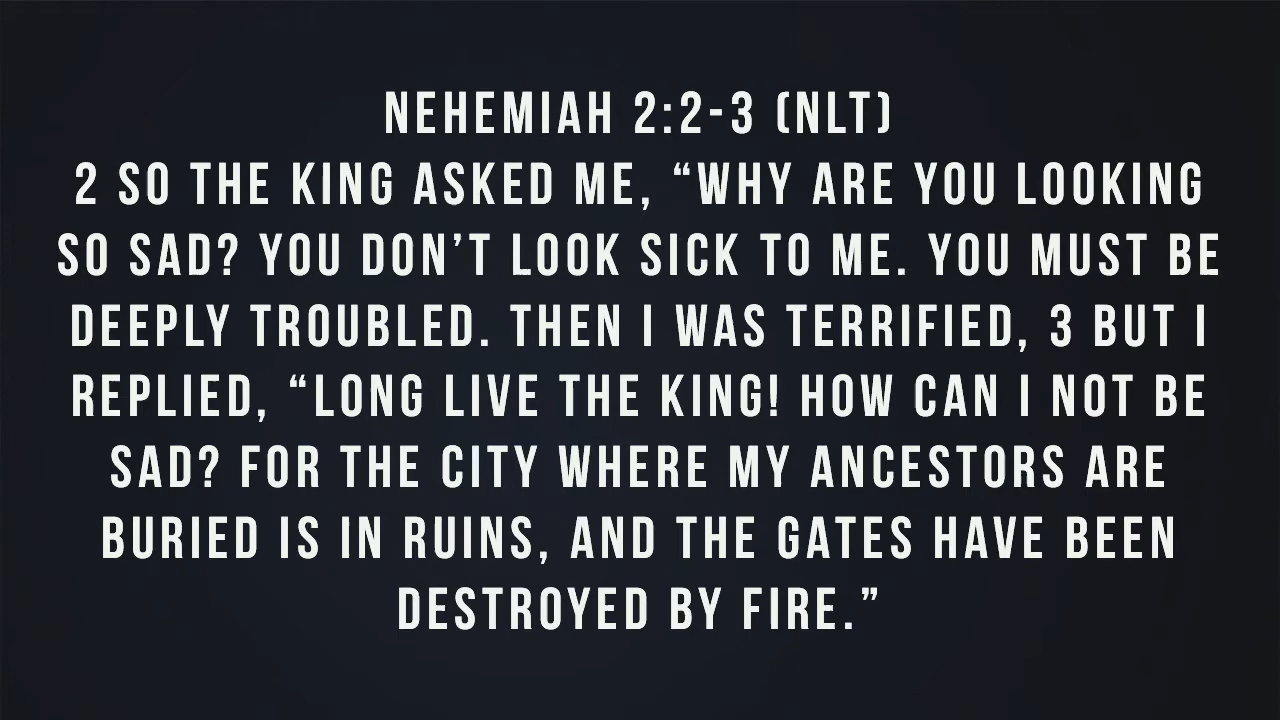 NEHEMIAH 2:2-3 (NLT)
2 SO THE KING ASKED ME, “WHY ARE YOU LOOKING
SO SAD? YOU DON’T LOOK SICK TO ME. YOU MUST BE
DEEPLY TROUBLED. THEN I WAS TERRIFIED, 3 BUT I
REPLIED, “LONG LIVE THE KING! HOW CAN I NOT BE
SAD? FOR THE CITY WHERE MY ANCESTORS ARE
BURIED IS IN RUINS, AND THE GATES HAVE BEEN
DESTROYED BY FIRE.”